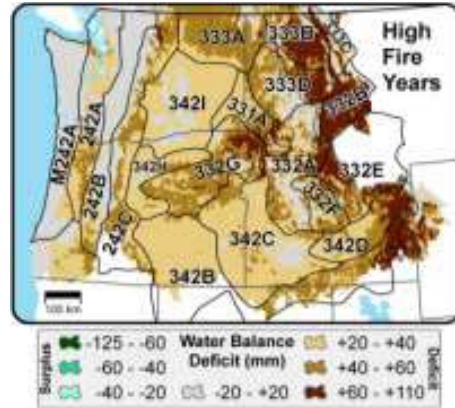 High
Fire
Years
333A
333B
333C
333D
332B
342I
331A
M242A
242A
342H
332G
332A
332E
242B
332F
242C
342C
342D
342B
100 km
Surplus
-125 - -60
-60 - -40
-40 - -20
Water Balance
Deficit (mm)
-20 - +20
+20 - +40
+40 - +60
+60 - +110
Deficit